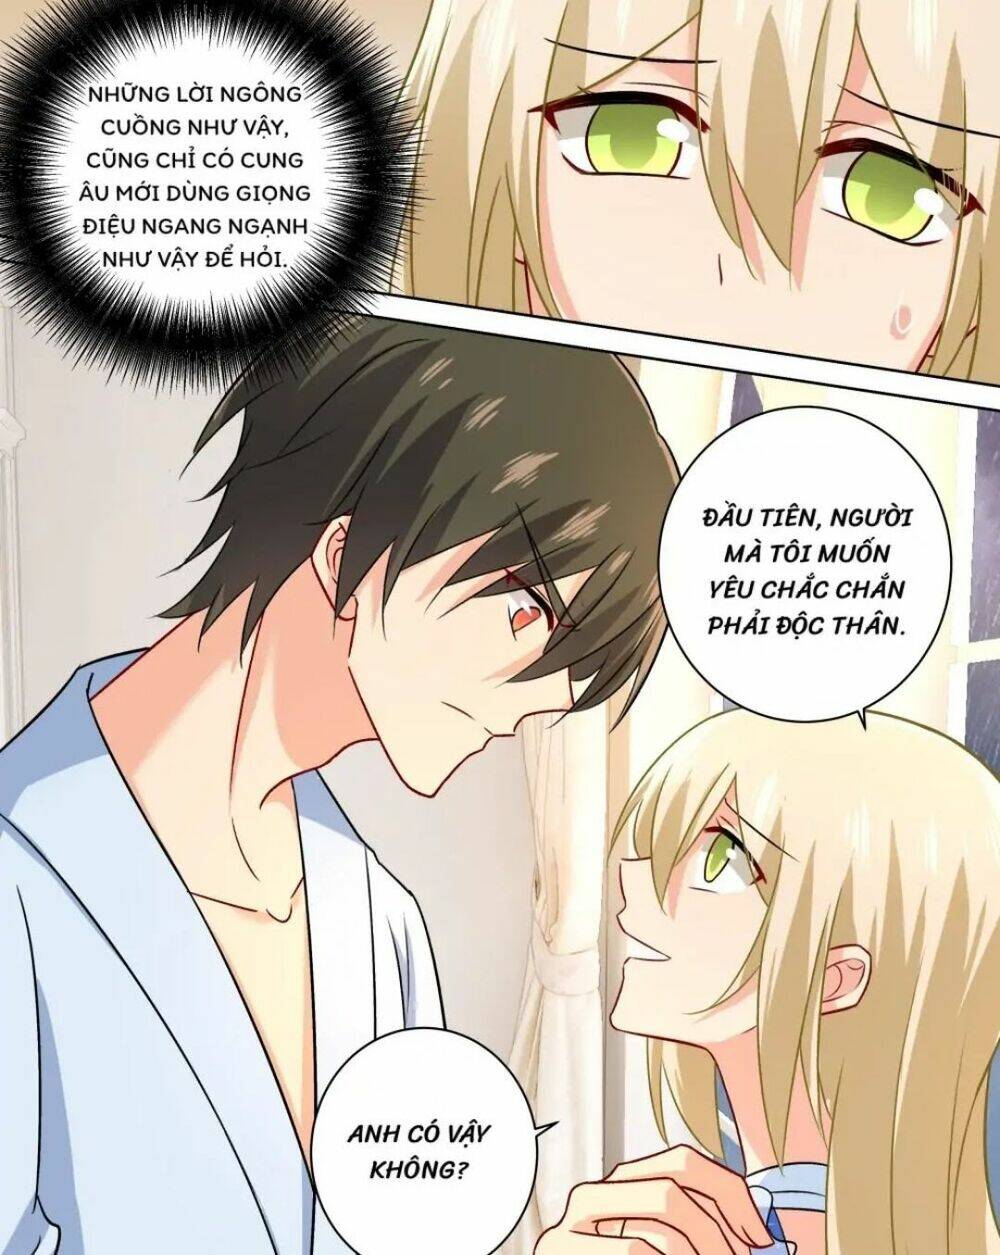 NHỮNG LỜI NGÔNG
CUỒNG NHƯ VẬY,
CŨNG CHỈ CÓ CUNG
ÂU MỚI DÙNG GIỌNG
ĐIỆU NGANG NGẠNH
NHƯ VẬY ĐỂ HỎI.
ĐẦU TIÊN, NGƯỜI
MÀ TÔI MUỐN
YÊU CHẮC CHẮN
PHẢI ĐỘC THÂN.
ANH CÓ VẬY
KHÔNG?